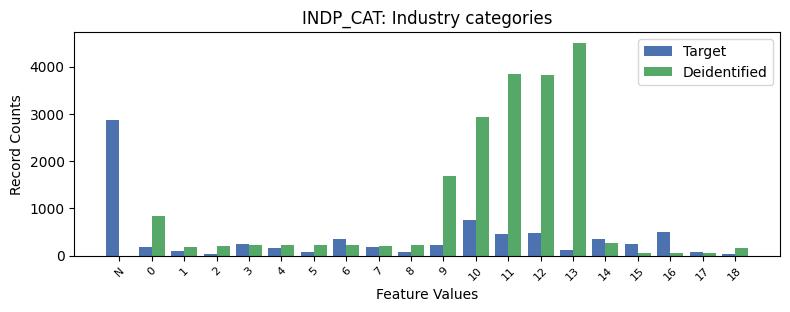 INDP_CAT: Industry categories
Target
Deidentified
Record Counts
4000
3000
2000
1000
0
N 0 1 2 3 4 5 6 7 8 9 10 11 12 13 14 15 16 17 18
Feature Values